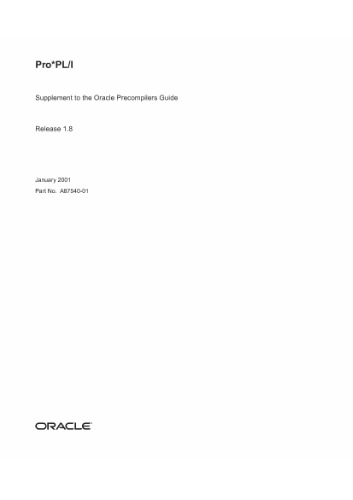 Pro*PL/I
Supplement to the Oracle Precompilers Guide
Release 1.8
January 2001
Part No. A87540-01
ORACLE